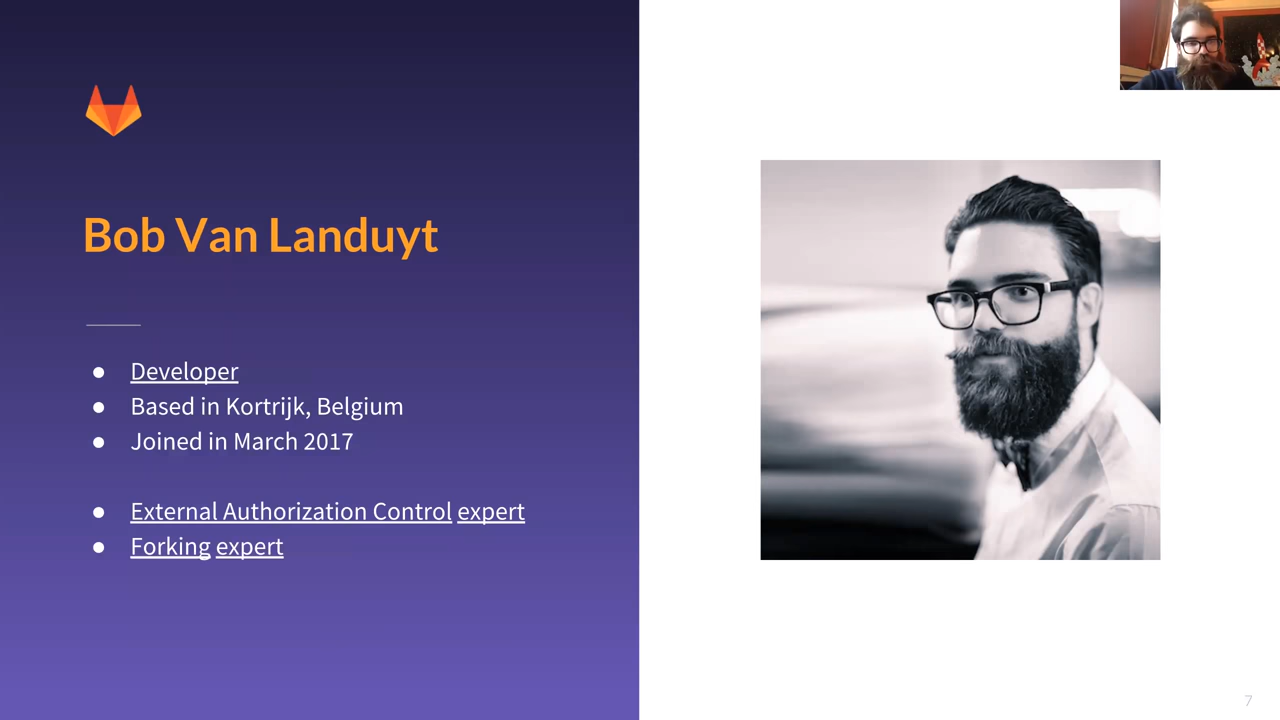 Bob Van Landuyt
● Developer
● Based in Kortrijk, Belgium
● Joined in March 2017
● External Authorization Control expert
● Forking expert
7